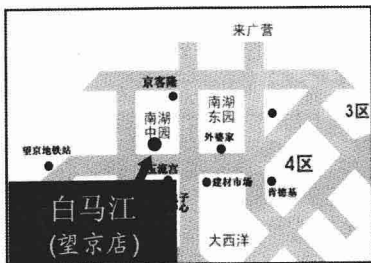 来广营
京客隆
南湖
中园
南湖
东园
3区
望京地铁站
外婆家
4区
建材市场
肯德基
白马江
(望京店)
大西洋